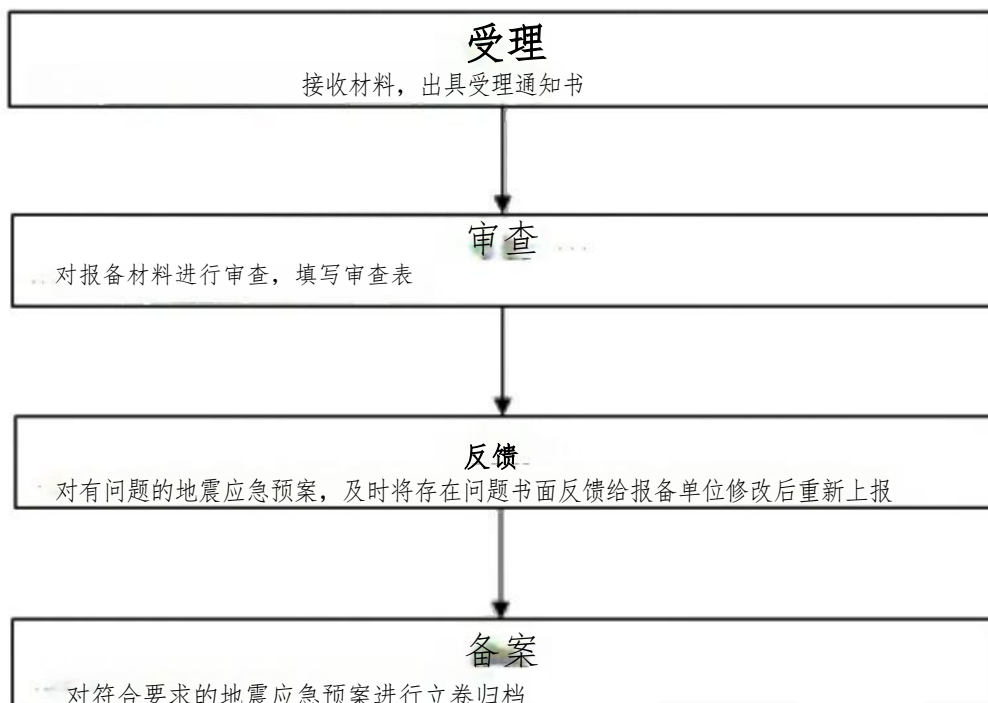 受理
接收材料，出具受理通知书
审查
对报备材料进行审查，填写审查表
反馈
对有问题的地震应急预案，及时将存在问题书面反馈给报备单位修改后重新上报
备案
对符合要求的地震应急预案进行立卷归档